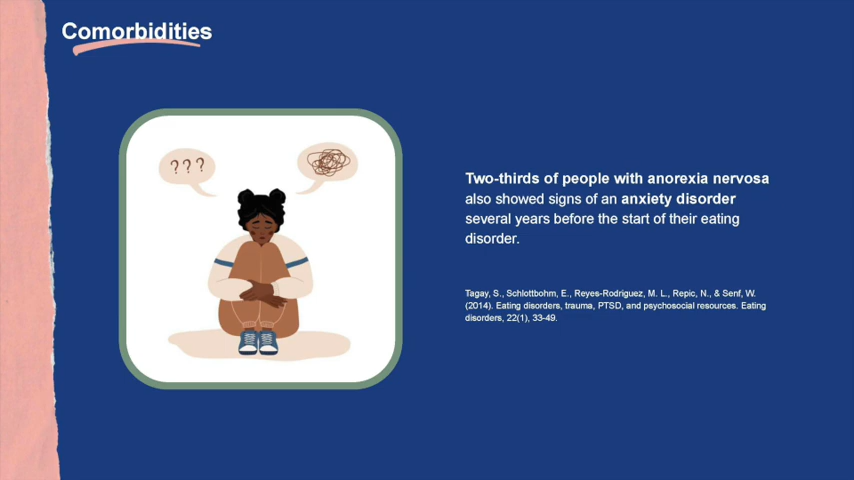 Comorbidities
? ? ?
Two-thirds of people with anorexia nervosa
also showed signs of an anxiety disorder
several years before the start of their eating
disorder.
Tagay, S., Schlottbohm, E., Reyes-Rodriguez, M. L., Repic, N., & Senf, W.
(2014). Eating disorders, trauma, PTSD, and psychosocial resources. Eating
disorders, 22(1), 33-49.